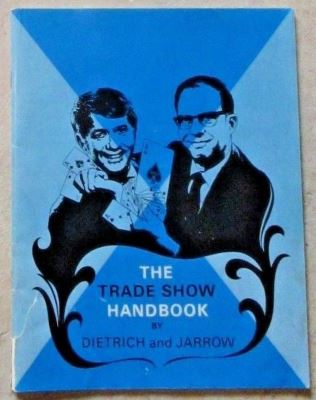 THE
TRADE SHOW
HANDBOOK
BY
DIETRICH and JARROW